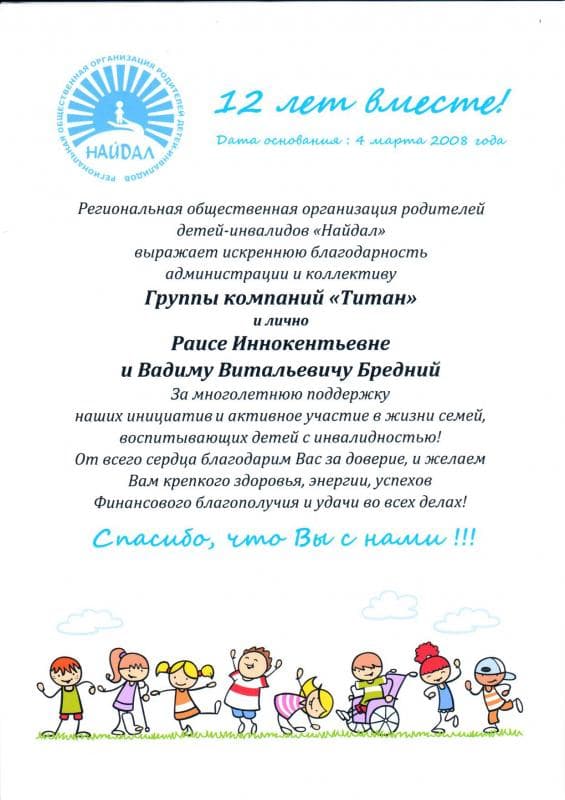 РЕГИОНАЛЬНАЯ ОБЩЕСТВЕННАЯ ОРГАНИЗАЦИЯ РОДИТЕЛЕЙ ДЕТЕЙ-ИНВАЛИДОВ
НАЙДАЛ
12 лет вместе!
Дата основания : 4 марта 2008 года
Региональная общественная организация родителей
детей-инвалидов «Найдал»
выражает искреннюю благодарность
администрации и коллективу
Группы компаний «Титан»
и лично
Раисе Иннокентьевне
и Вадиму Витальевичу Бредний
За многолетнюю поддержку
наших инициатив и активное участие в жизни семей,
воспитывающих детей с инвалидностью!
От всего сердца благодарим Вас за доверие, и желаем
Вам крепкого здоровья, энергии, успехов
Финансового благополучия и удачи во всех делах!
Спасибо, что Вы с нами !!!